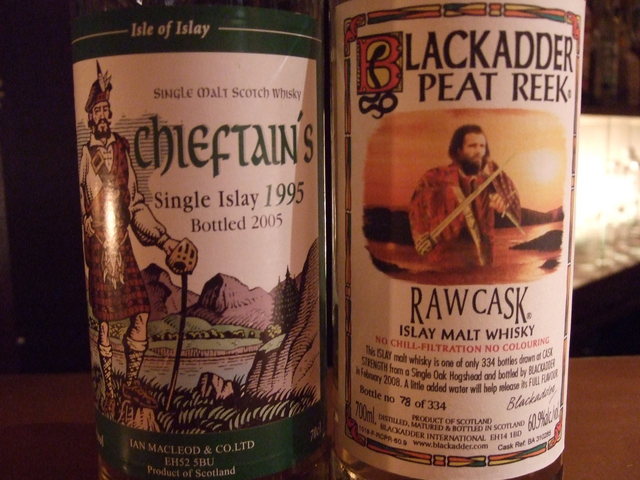 Isle of Islay
SINGLE MALT SCOTCH WHISKY
CHIEFTAIN'S
Single Islay 1995
Bottled 2005
IAN MACLEOD & CO.LTD
EH52 5BU
Product of Scotland
70cl
BLACKADDER
PEAT REEK®
RAW CASK®
ISLAY MALT WHISKY
NO CHILL-FILTRATION NO COLOURING
This ISLAY malt whisky is one of only 334 bottles drawn at CASK
STRENGTH from a Single Oak Hogshead and bottled by BLACKADDER
in February 2008. A little added water will help release its FULL FLAVOUR
Blackadder
Bottle no 78 of 334
700ml PRODUCT OF SCOTLAND 60.9%alc/vol
DISTILLED, MATURED & BOTTLED IN SCOTLAND
BLACKADDER INTERNATIONAL EH14 1BD
www.blackadder.com